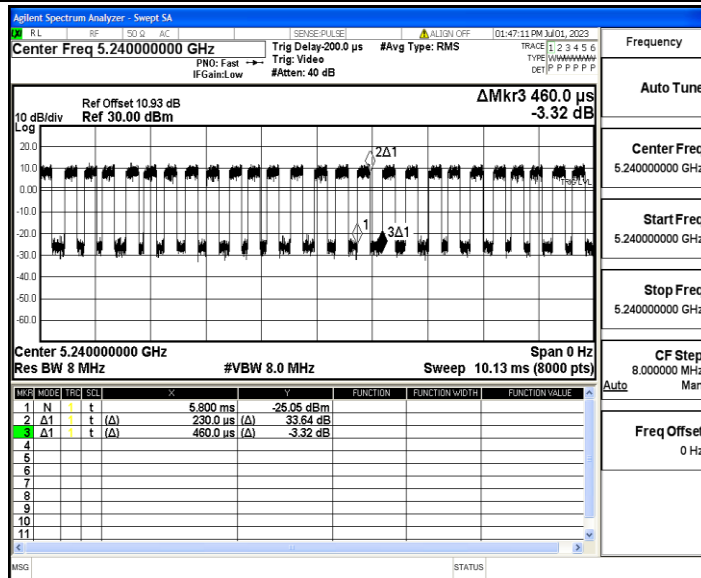 Agilent Spectrum Analyzer - Swept SA
RL RF 50 Ω AC SENSE:PULSE ALIGN OFF 01:47:11 PM Jul 01, 2023
Center Freq 5.240000000 GHz
PNO: Fast
IFGain:Low
Trig Delay-200.0 µs
Trig: Video
#Atten: 40 dB
#Avg Type: RMS
TRACE 1 2 3 4 5 6
TYPE WWWWWWW
DET P P P P P P
Ref Offset 10.93 dB
Ref 30.00 dBm
10 dB/div
Log
ΔMkr3 460.0 µs
-3.32 dB
20.0
10.0
0.00
-10.0
-20.0
-30.0
-40.0
-50.0
-60.0
2Δ1
1
3Δ1
TRIG LVL
Center 5.240000000 GHz
Span 0 Hz
Res BW 8 MHz
#VBW 8.0 MHz
Sweep 10.13 ms (8000 pts)
MKR MODE TRC SCL X Y FUNCTION FUNCTION WIDTH FUNCTION VALUE
1 N 1 t 5.800 ms -25.05 dBm
2 Δ1 1 t (Δ) 230.0 µs (Δ) 33.64 dB
3 Δ1 1 t (Δ) 460.0 µs (Δ) -3.32 dB
4
5
6
7
8
9
10
11
MSG
STATUS
Frequency
Auto Tune
Center Freq
5.240000000 GHz
Start Freq
5.240000000 GHz
Stop Freq
5.240000000 GHz
CF Step
8.000000 MHz
Auto Man
Freq Offset
0 Hz